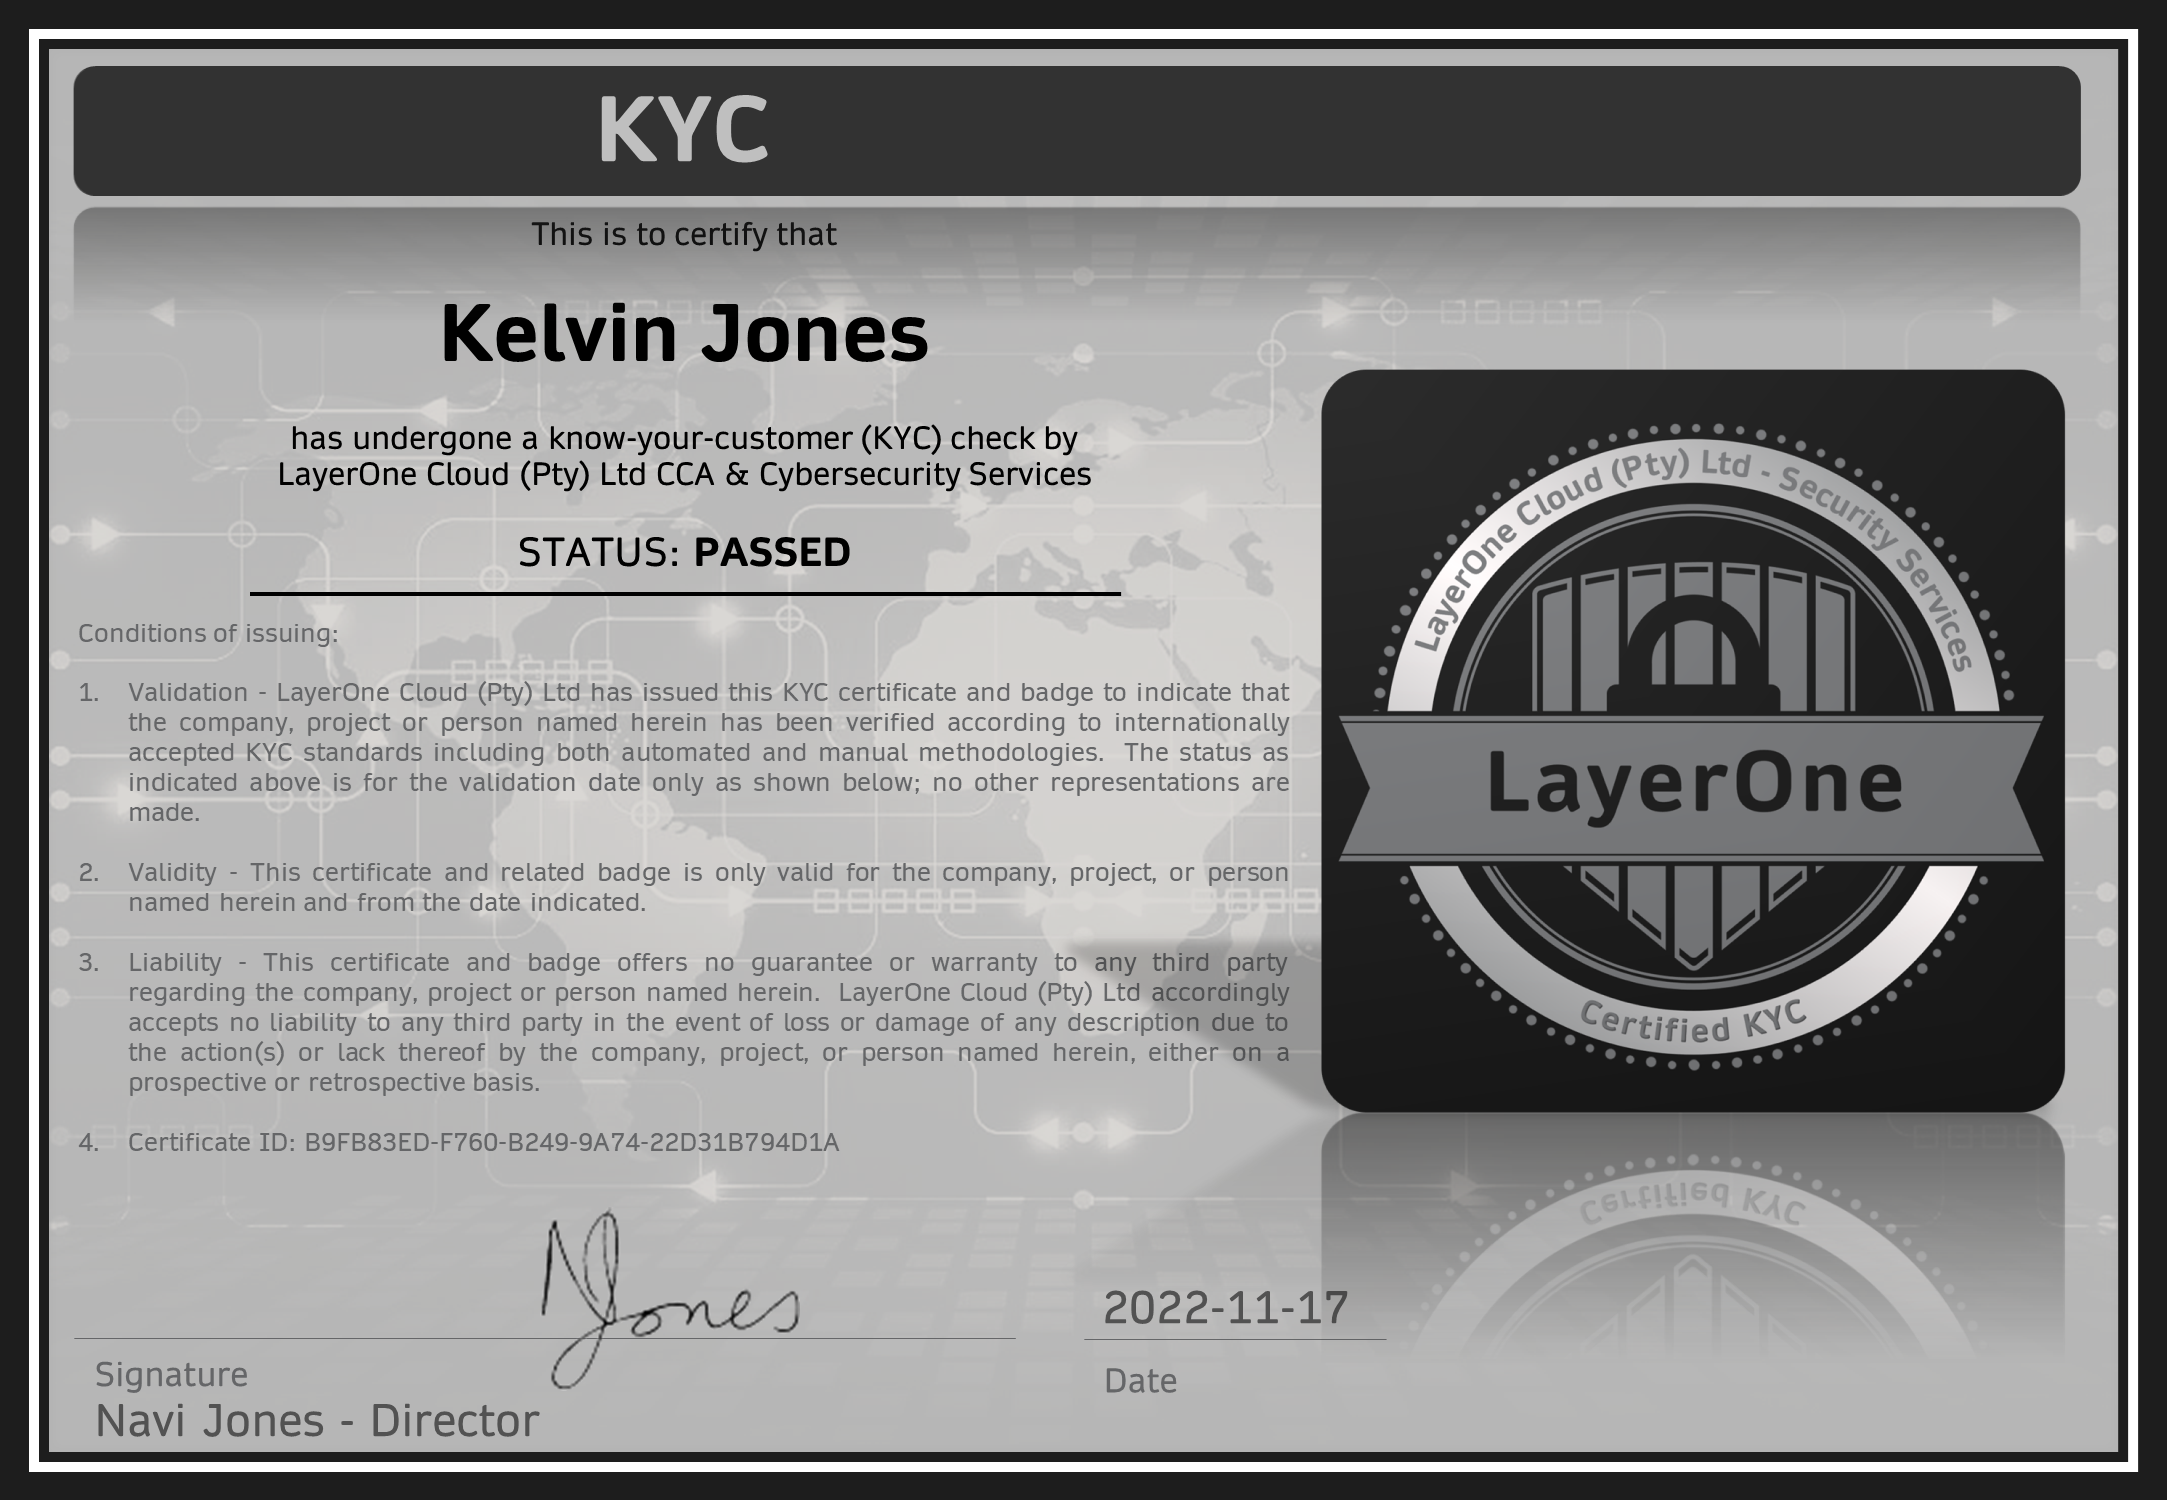 KYC
This is to certify that
Kelvin Jones
has undergone a know-your-customer (KYC) check by
LayerOne Cloud (Pty) Ltd CCA & Cybersecurity Services
STATUS: PASSED
Conditions of issuing:
1. Validation - LayerOne Cloud (Pty) Ltd has issued this KYC certificate and badge to indicate that
the company, project or person named herein has been verified according to internationally
accepted KYC standards including both automated and manual methodologies. The status as
indicated above is for the validation date only as shown below; no other representations are
made.
2. Validity - This certificate and related badge is only valid for the company, project, or person
named herein and from the date indicated.
3. Liability - This certificate and badge offers no guarantee or warranty to any third party
regarding the company, project or person named herein. LayerOne Cloud (Pty) Ltd accordingly
accepts no liability to any third party in the event of loss or damage of any description due to
the action(s) or lack thereof by the company, project, or person named herein, either on a
prospective or retrospective basis.
4. Certificate ID: B9FB83ED-F760-B249-9A74-22D31B794D1A
LayerOne Cloud (Pty) Ltd - Security Services
LayerOne
Certified KYC
Certified KYC
NJones
2022-11-17
Signature
Date
Navi Jones - Director